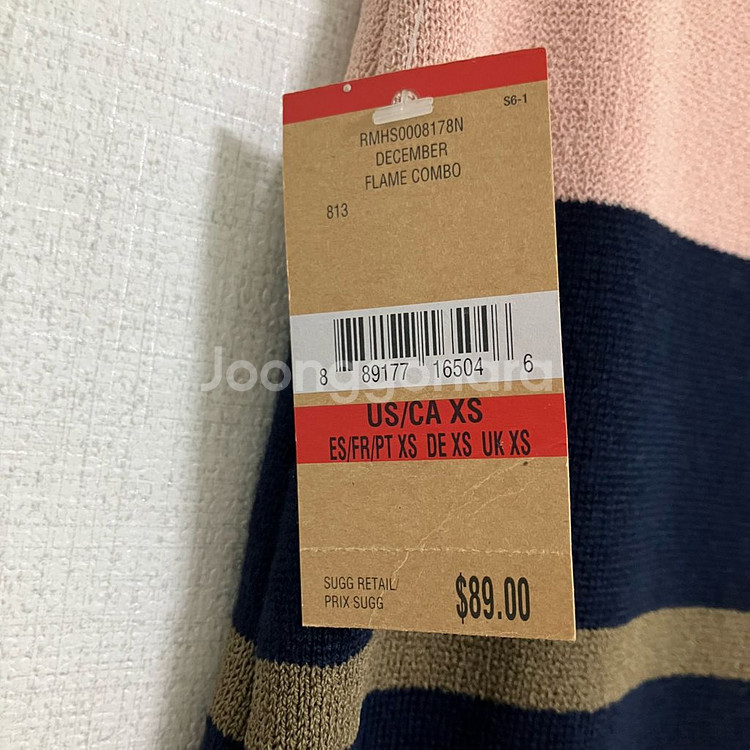 S6-1
RMHS0008178N
DECEMBER
FLAME COMBO
813
8 89177 16504 6
Joonggonara
US/CA XS
ES/FR/PT XS DE XS UK XS
SUGG RETAIL/
PRIX SUGG
$89.00